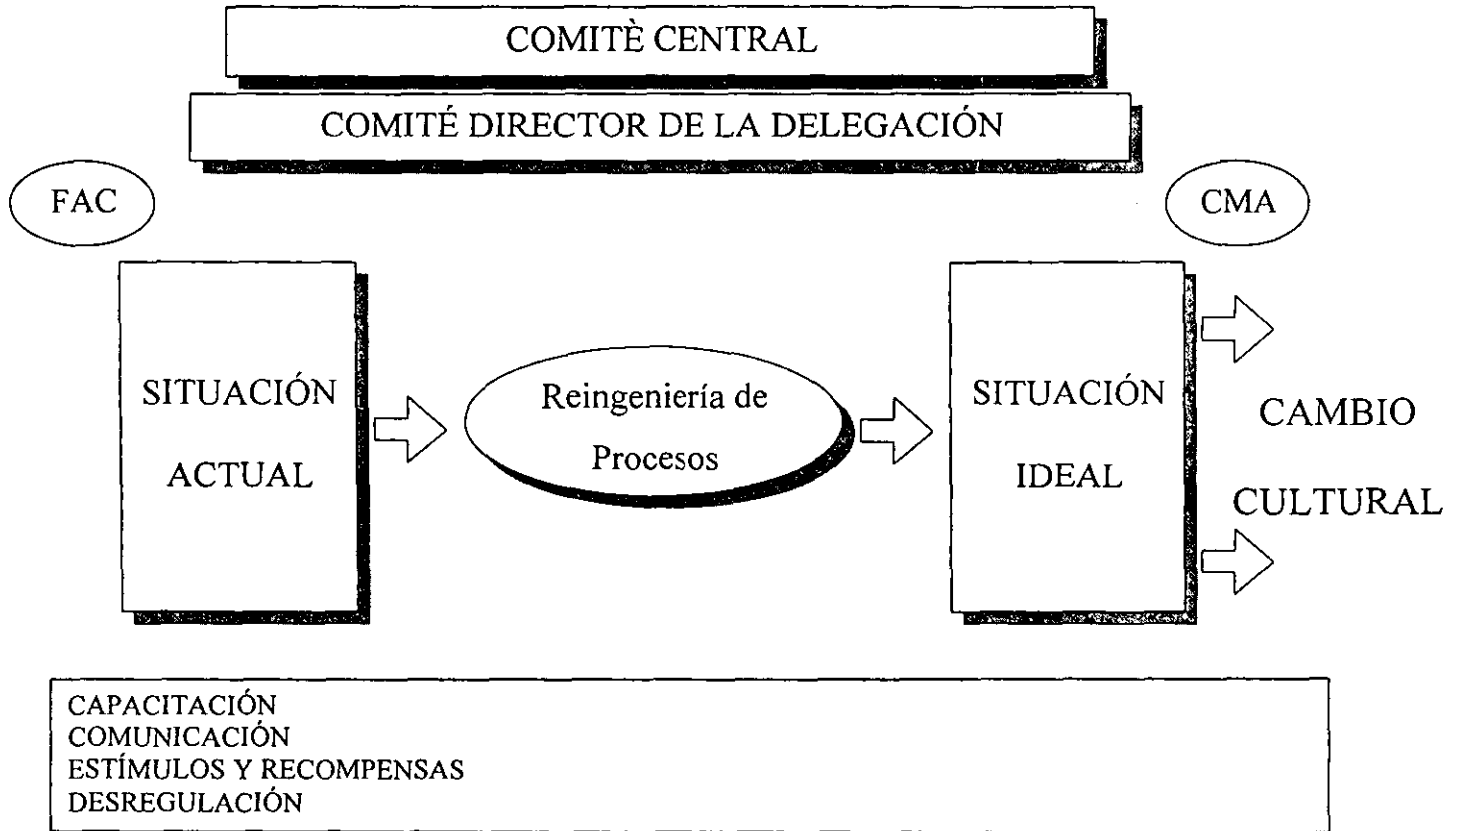 COMITÈ CENTRAL
COMITÉ DIRECTOR DE LA DELEGACIÓN
FAC
CMA
SITUACIÓN
ACTUAL
Reingeniería de
Procesos
SITUACIÓN
IDEAL
CAMBIO
CULTURAL
CAPACITACIÓN
COMUNICACIÓN
ESTÍMULOS Y RECOMPENSAS
DESREGULACIÓN